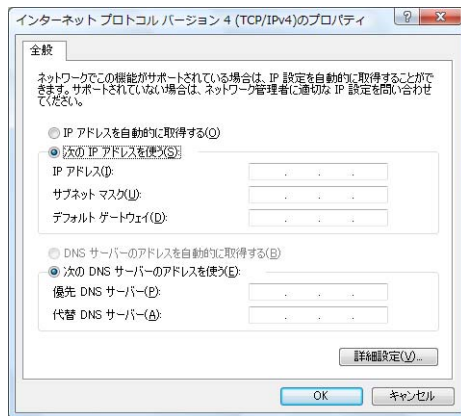 インターネット プロトコル バージョン 4 (TCP/IPv4)のプロパティ
全般
ネットワークでこの機能がサポートされている場合は、IP 設定を自動的に取得することがで
きます。サポートされていない場合は、ネットワーク管理者に適切な IP 設定を問い合わせ
てください。
IP アドレスを自動的に取得する(O)
次の IP アドレスを使う(S):
IP アドレス(I):
サブネット マスク(U):
デフォルト ゲートウェイ(D):
DNS サーバーのアドレスを自動的に取得する(B)
次の DNS サーバーのアドレスを使う(E):
優先 DNS サーバー(P):
代替 DNS サーバー(A):
詳細設定(V)...
OK
キャンセル